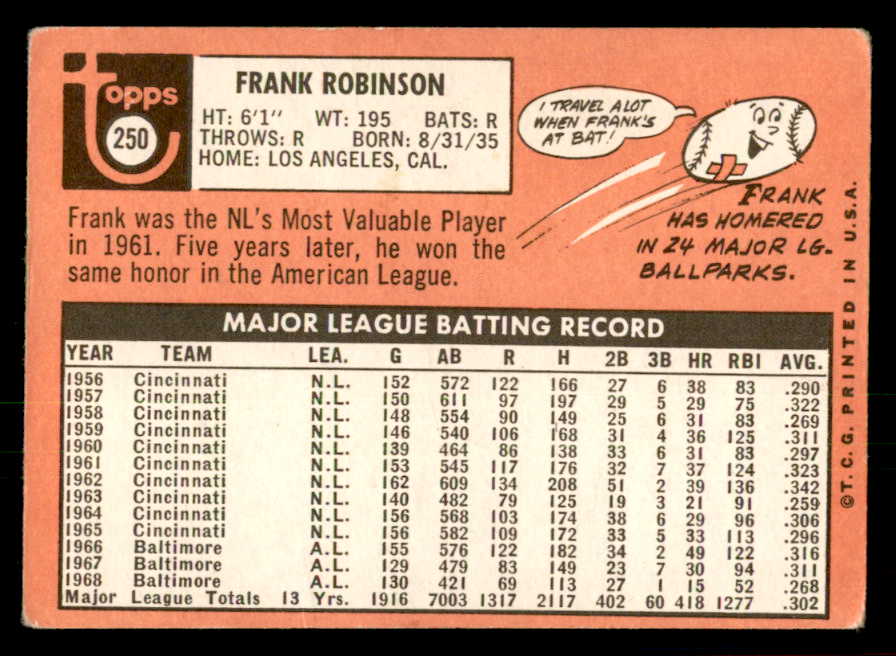 topps
250
FRANK ROBINSON
HT: 6'1" WT: 195 BATS: R
THROWS: R BORN: 8/31/35
HOME: LOS ANGELES, CAL.
I TRAVEL A LOT
WHEN FRANK'S
AT BAT!
FRANK
HAS HOMERED
IN 24 MAJOR LG.
BALLPARKS.
Frank was the NL's Most Valuable Player
in 1961. Five years later, he won the
same honor in the American League.
MAJOR LEAGUE BATTING RECORD
YEAR TEAM LEA. G AB R H 2B 3B HR RBI AVG.
1956 Cincinnati N.L. 152 572 122 166 27 6 38 83 .290
1957 Cincinnati N.L. 150 611 97 197 29 5 29 75 .322
1958 Cincinnati N.L. 148 554 90 149 25 6 31 83 .269
1959 Cincinnati N.L. 146 540 106 168 31 4 36 125 .311
1960 Cincinnati N.L. 139 464 86 138 33 6 31 83 .297
1961 Cincinnati N.L. 153 545 117 176 32 7 37 124 .323
1962 Cincinnati N.L. 162 609 134 208 51 2 39 136 .342
1963 Cincinnati N.L. 140 482 79 125 19 3 21 91 .259
1964 Cincinnati N.L. 156 568 103 174 38 6 29 96 .306
1965 Cincinnati N.L. 156 582 109 172 33 5 33 113 .296
1966 Baltimore A.L. 155 576 122 182 34 2 49 122 .316
1967 Baltimore A.L. 129 479 83 149 23 7 30 94 .311
1968 Baltimore A.L. 130 421 69 113 27 1 15 52 .268
Major League Totals 13 Yrs. 1916 7003 1317 2117 402 60 418 1277 .302
©T.C.G. PRINTED IN U.S.A.